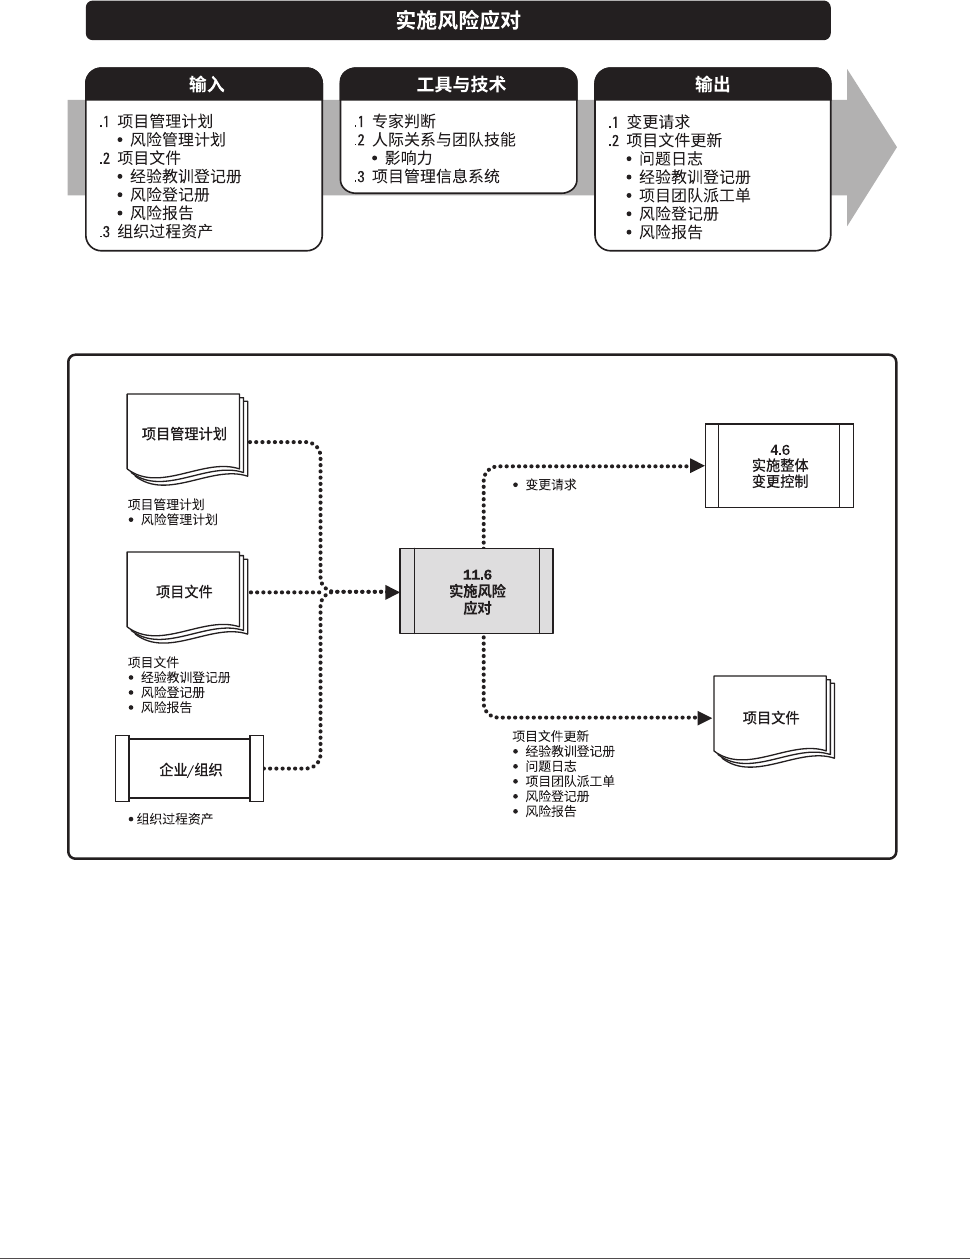 实施风险应对
输入
.1 项目管理计划
• 风险管理计划
.2 项目文件
• 经验教训登记册
• 风险登记册
• 风险报告
.3 组织过程资产
工具与技术
.1 专家判断
.2 人际关系与团队技能
• 影响力
.3 项目管理信息系统
输出
.1 变更请求
.2 项目文件更新
• 问题日志
• 经验教训登记册
• 项目团队派工单
• 风险登记册
• 风险报告
项目管理计划
项目管理计划
• 风险管理计划
项目文件
项目文件
• 经验教训登记册
• 风险登记册
• 风险报告
企业/组织
• 组织过程资产
11.6
实施风险
应对
• 变更请求
4.6
实施整体
变更控制
项目文件
项目文件更新
• 经验教训登记册
• 问题日志
• 项目团队派工单
• 风险登记册
• 风险报告